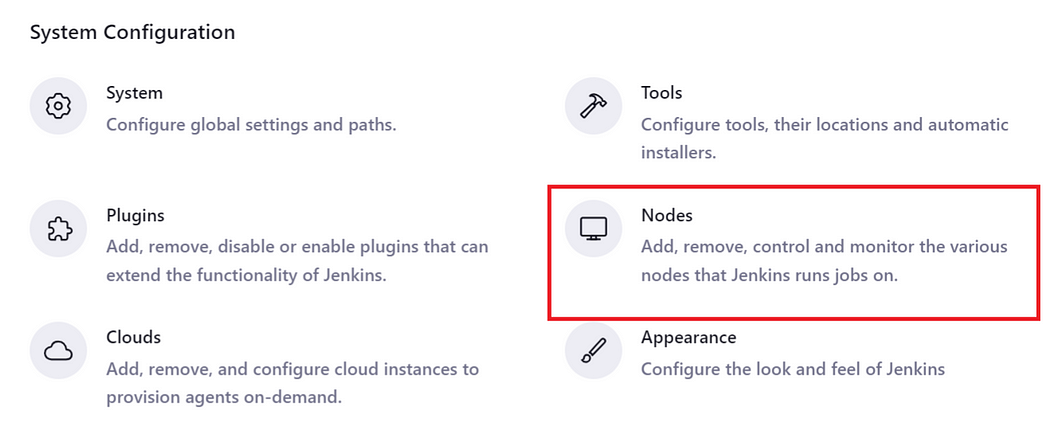 System Configuration
System
Configure global settings and paths.
Tools
Configure tools, their locations and automatic
installers.
Plugins
Add, remove, disable or enable plugins that can
extend the functionality of Jenkins.
Nodes
Add, remove, control and monitor the various
nodes that Jenkins runs jobs on.
Clouds
Add, remove, and configure cloud instances to
provision agents on-demand.
Appearance
Configure the look and feel of Jenkins